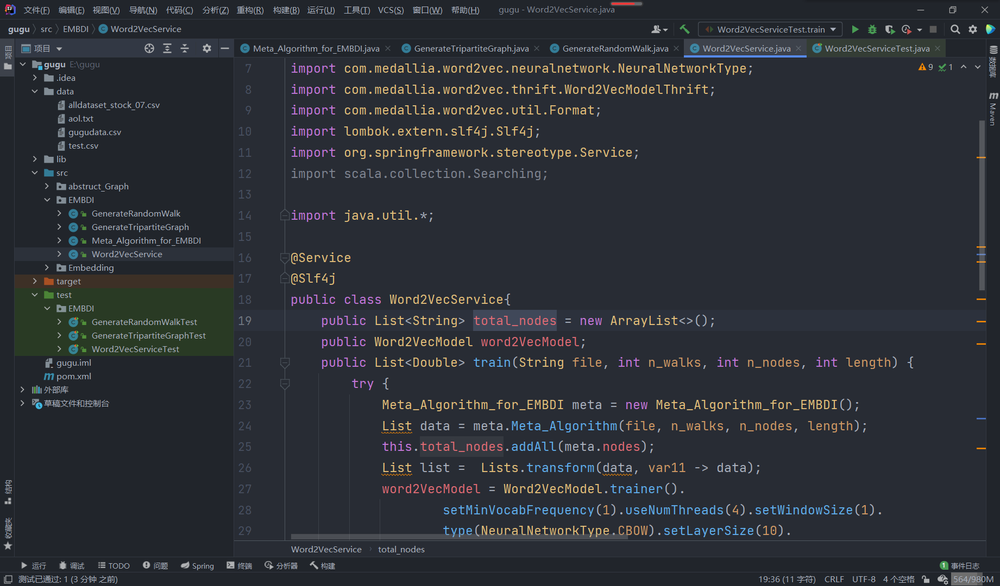 文件(F) 编辑(E) 视图(V) 导航(N) 代码(C) 分析(Z) 重构(R) 构建(B) 运行(U) 工具(T) VCS(S) 窗口(W) 帮助(H) gugu - Word2VecService.java
gugu src EMBDI Word2VecService
Word2VecServiceTest.train
项目
项目
Meta_Algorithm_for_EMBDI.java GenerateTripartiteGraph.java GenerateRandomWalk.java Word2VecService.java Word2VecServiceTest.java
gugu E:\gugu
.idea
data
alldataset_stock_07.csv
aol.txt
gugudata.csv
test.csv
lib
src
abstruct_Graph
EMBDI
GenerateRandomWalk
GenerateTripartiteGraph
Meta_Algorithm_for_EMBDI
Word2VecService
Embedding
target
test
EMBDI
GenerateRandomWalkTest
GenerateTripartiteGraphTest
Word2VecServiceTest
gugu.iml
pom.xml
外部库
草稿文件和控制台
结构
收藏夹
9 1
7 import com.medallia.word2vec.neuralnetwork.NeuralNetworkType;
8 import com.medallia.word2vec.thrift.Word2VecModelThrift;
9 import com.medallia.word2vec.util.Format;
10 import lombok.extern.slf4j.Slf4j;
11 import org.springframework.stereotype.Service;
12 import scala.collection.Searching;
13
14 import java.util.*;
15
16 @Service
17 @Slf4j
18 public class Word2VecService{
19 public List<String> total_nodes = new ArrayList<>();
20 public Word2VecModel word2VecModel;
21 public List<Double> train(String file, int n_walks, int n_nodes, int length) {
22 try {
23 Meta_Algorithm_for_EMBDI meta = new Meta_Algorithm_for_EMBDI();
24 List data = meta.Meta_Algorithm(file, n_walks, n_nodes, length);
25 this.total_nodes.addAll(meta.nodes);
26 List list =  Lists.transform(data, var11 -> data);
27 word2VecModel = Word2VecModel.trainer().
28 setMinVocabFrequency(1).useNumThreads(4).setWindowSize(1).
29 type(NeuralNetworkType.CBOW).setLayerSize(10).
数据库
m Maven
Word2VecService total_nodes
运行 调试 TODO 问题 Spring 终端 分析器 构建
1 事件日志
测试已通过: 1 (3 分钟 之前)
19:36 (11 字符) CRLF UTF-8 4 个空格 564/980M